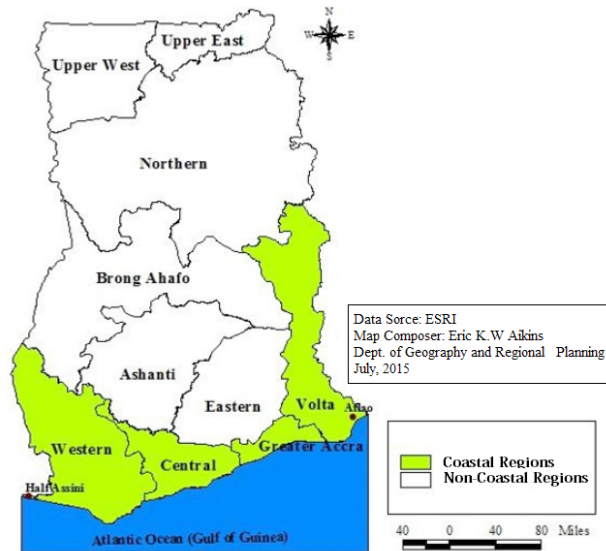 N
W E
S
Upper East
Upper West
Northern
Brong Ahafo
Data Sorce: ESRI
Map Composer: Eric K.W Aikins
Dept. of Geography and Regional Planning
July, 2015
Ashanti
Eastern
Volta
Aflao
Western
Central
Greater Accra
Half Assini
Coastal Regions
Non-Coastal Regions
Atlantic Ocean (Gulf of Guinea)
40 0 40 80 Miles